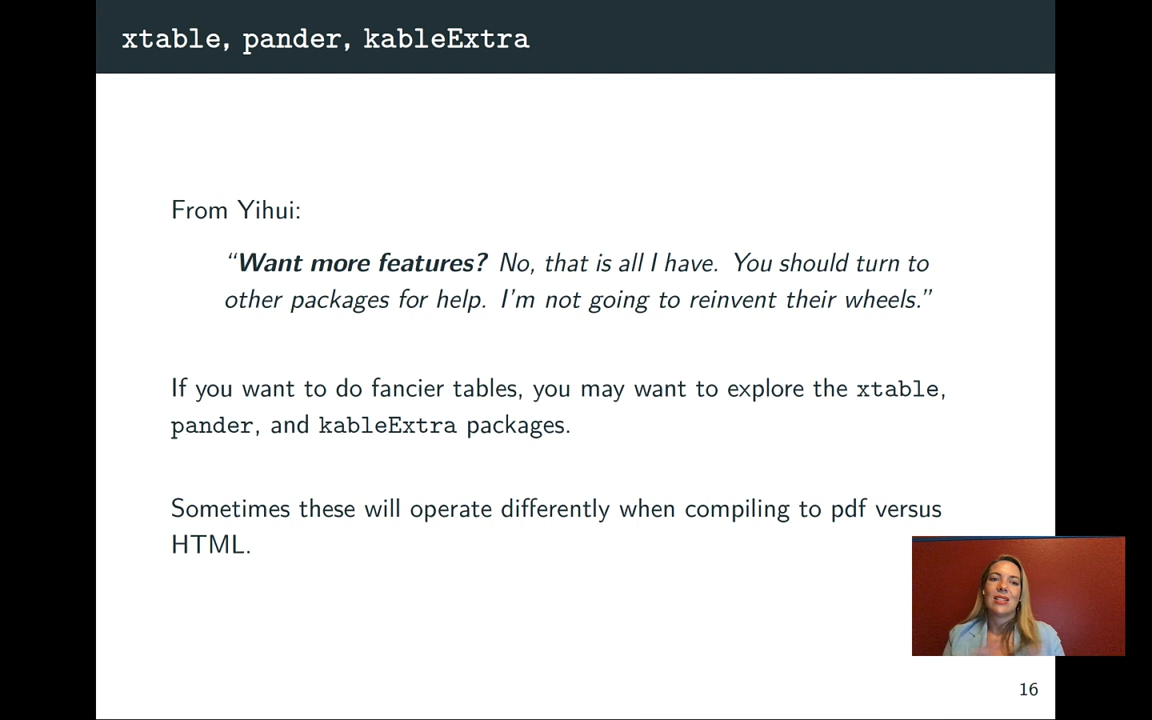 xtable, pander, kableExtra
From Yihui:
“Want more features? No, that is all I have. You should turn to
other packages for help. I’m not going to reinvent their wheels.”
If you want to do fancier tables, you may want to explore the xtable,
pander, and kableExtra packages.
Sometimes these will operate differently when compiling to pdf versus
HTML.
16